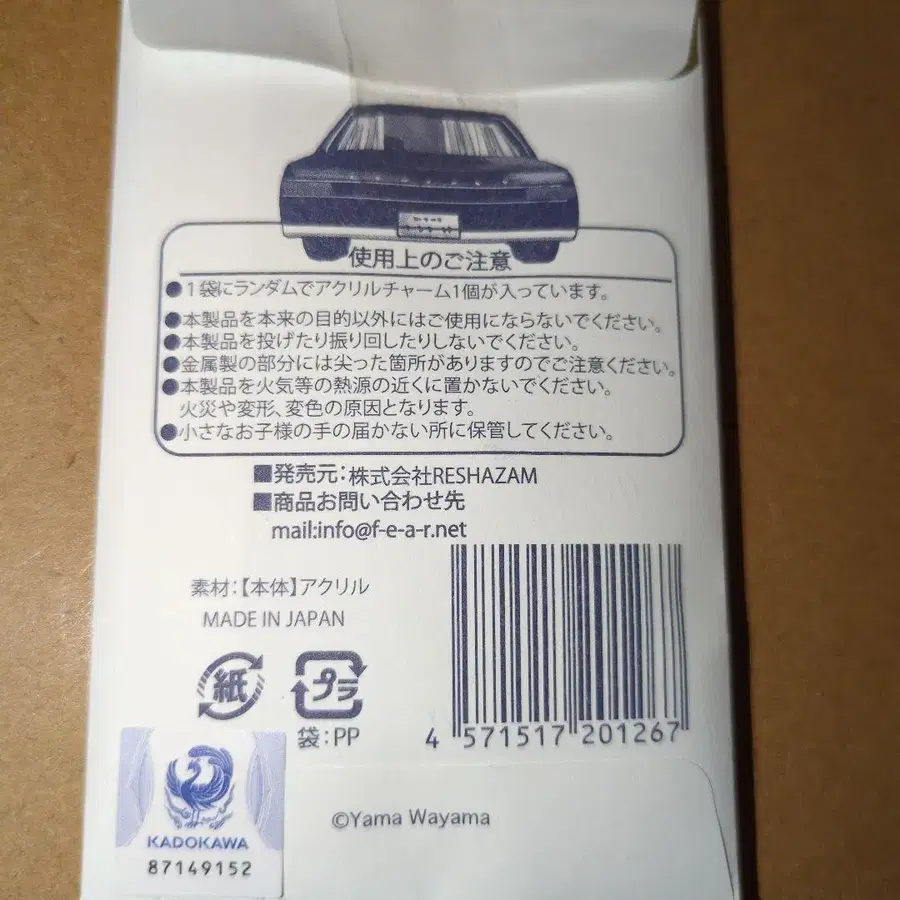 使用上のご注意
●1袋にランダムでアクリルチャーム1個が入っています。
●本製品を本来の目的以外にはご使用にならないでください。
●本製品を投げたり振り回したりしないでください。
●金属製の部分には尖った箇所がありますのでご注意ください。
●本製品を火気等の熱源の近くに置かないでください。
火災や変形、変色の原因となります。
●小さなお子様の手の届かない所に保管してください。
■発売元:株式会社RESHAZAM
■商品お問い合わせ先
mail:info@f-e-a-r.net
素材:【本体】アクリル
MADE IN JAPAN
紙
プラ
袋:PP
4 571517 201267
©Yama Wayama
KADOKAWA
87149152